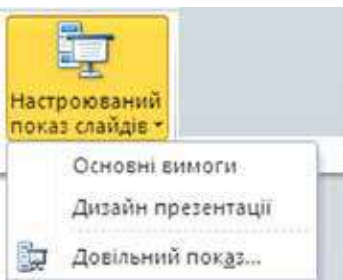 Настроюваний
показ слайдів
Основні вимоги
Дизайн презентації
Довільний показ...